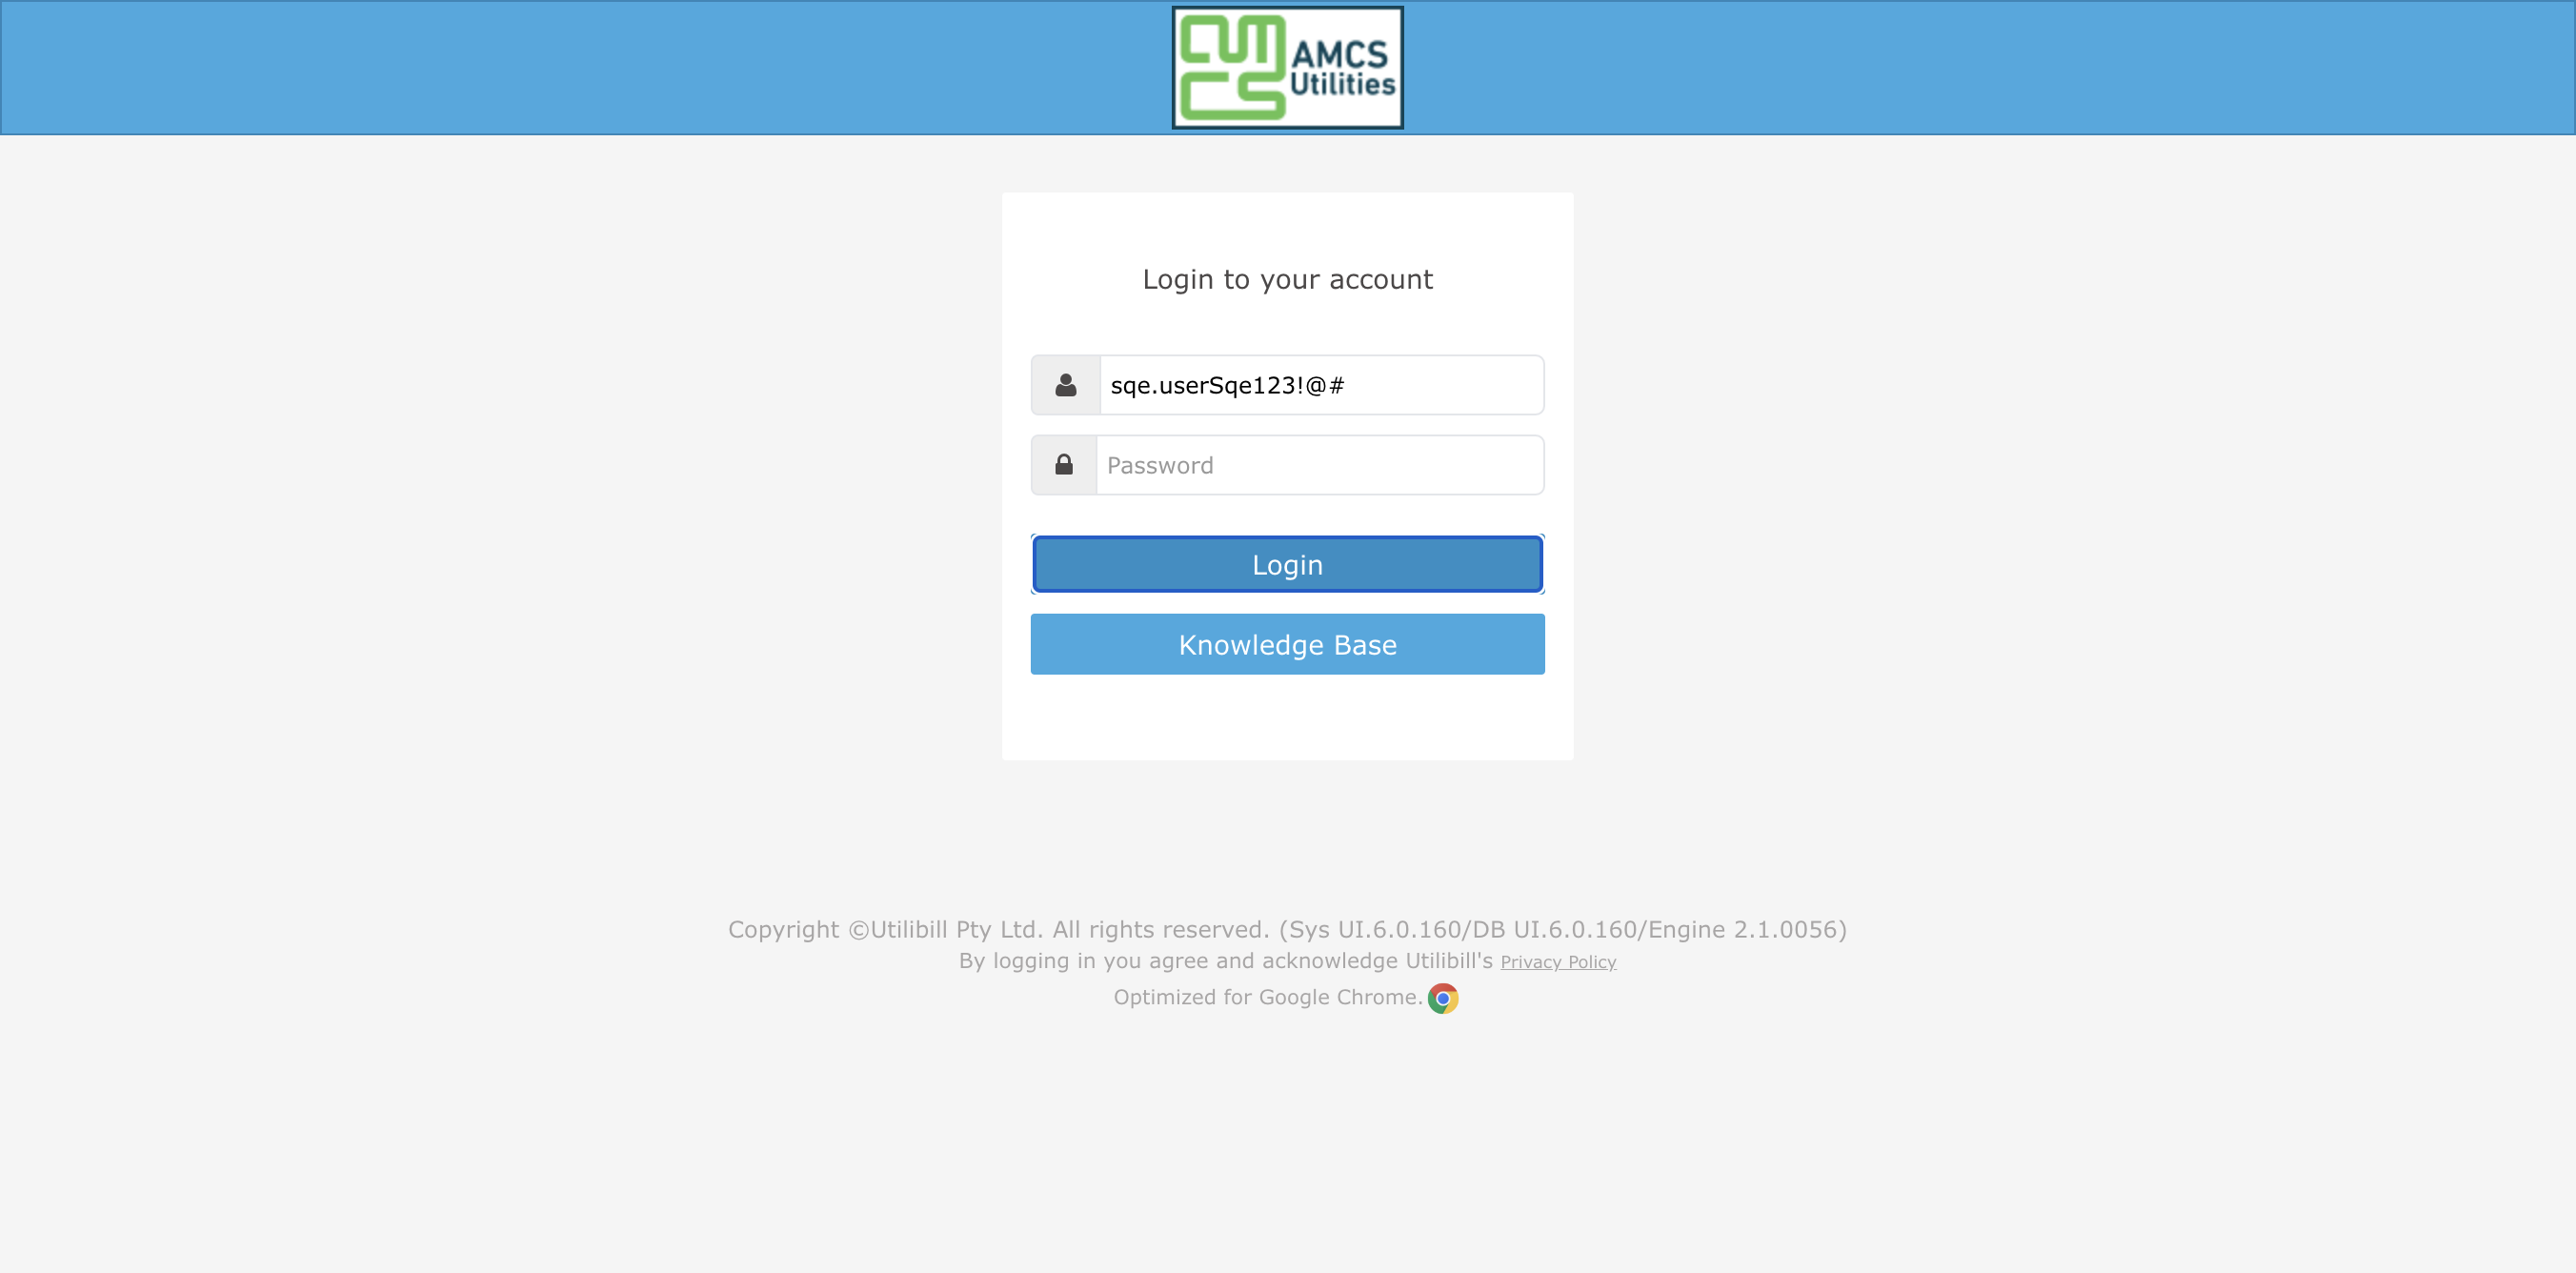 AMCS
Utilities
Login to your account
sqe.userSqe123!@#
Password
Login
Knowledge Base
Copyright ©Utilibill Pty Ltd. All rights reserved. (Sys UI.6.0.160/DB UI.6.0.160/Engine 2.1.0056)
By logging in you agree and acknowledge Utilibill's Privacy Policy
Optimized for Google Chrome.